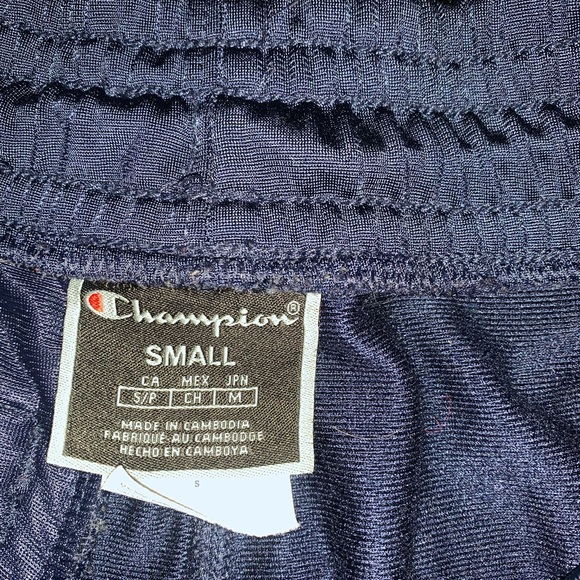 Champion®
SMALL
CA MEX JPN
S/P CH M
MADE IN CAMBODIA
FABRIQUÉ AU CAMBODGE
HECHO EN CAMBOYA
S